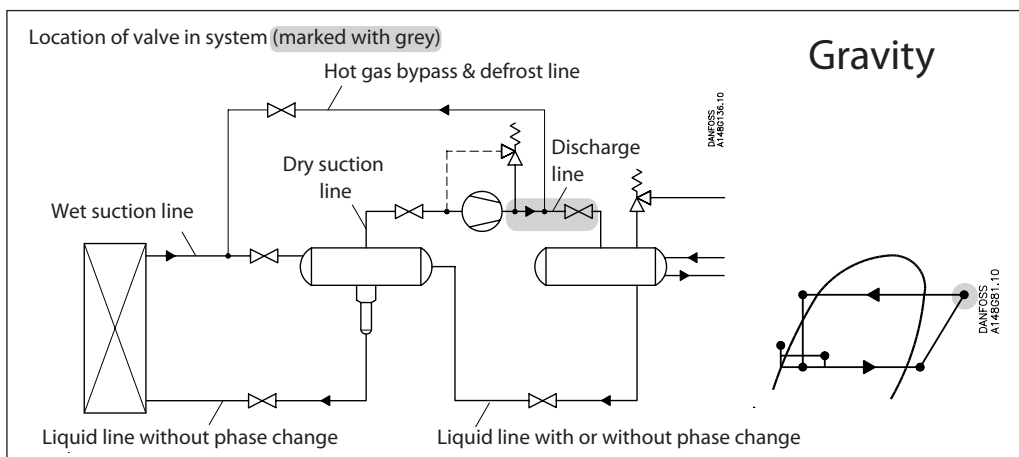 Location of valve in system (marked with grey)
Gravity
Hot gas bypass & defrost line
DANFOSS
A148G136.10
Discharge
line
Dry suction
line
Wet suction line
DANFOSS
A148G81.10
Liquid line without phase change
Liquid line with or without phase change